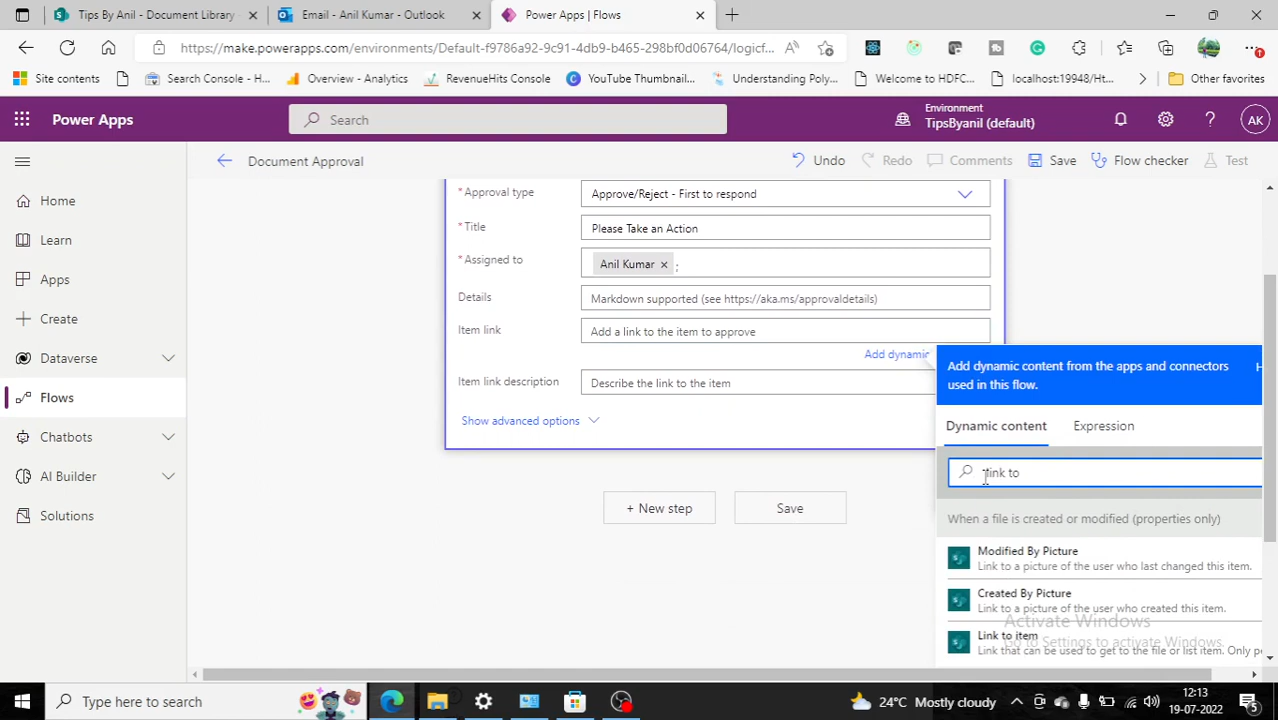 Tips By Anil - Document Library
Email - Anil Kumar - Outlook
Power Apps | Flows
https://make.powerapps.com/environments/Default-f9786a92-9c91-4db9-b465-298bf0d06764/logicf...
Site contents
Search Console - H...
Overview - Analytics
RevenueHits Console
YouTube Thumbnail...
Understanding Poly...
Welcome to HDFC...
localhost:19948/Ht...
Other favorites
Power Apps
Search
Environment
TipsByanil (default)
AK
Document Approval
Undo
Redo
Comments
Save
Flow checker
Test
Home
Learn
Apps
Create
Dataverse
Flows
Chatbots
AI Builder
Solutions
*Approval type
Approve/Reject - First to respond
*Title
Please Take an Action
*Assigned to
Anil Kumar ;
Details
Markdown supported (see https://aka.ms/approvaldetails)
Item link
Add a link to the item to approve
Add dynamic
Item link description
Describe the link to the item
Show advanced options
+ New step
Save
Add dynamic content from the apps and connectors
used in this flow.
Dynamic content
Expression
link to
When a file is created or modified (properties only)
Modified By Picture
Link to a picture of the user who last changed this item.
Created By Picture
Link to a picture of the user who created this item.
Link to item
Link that can be used to get to the file or list item. Only pe
Activate Windows
Go to Settings to activate Windows.
Type here to search
24°C Mostly cloudy
12:13
19-07-2022
5